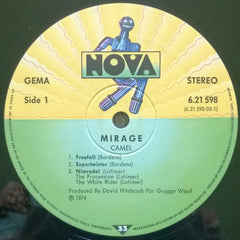 NOVA
GEMA
STEREO
Side 1
6.21 598
(6.21 598-00-1)
MIRAGE
CAMEL
1. Freefall (Bardens)
2. Supertwister (Bardens)
3. Nimrodel (Latimer)
The Procession (Latimer)
The White Rider (Latimer)
Produced By David Hitchcock For Gruggy Woof
℗ 1974
33